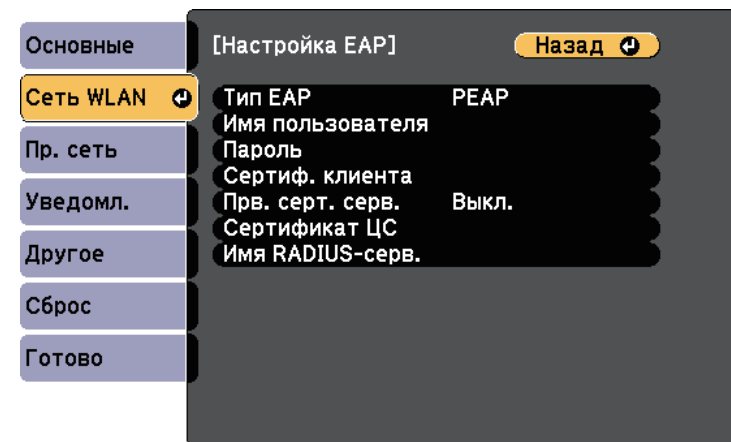 Основные
Сеть WLAN
Пр. сеть
Уведомл.
Другое
Сброс
Готово
[Настройка EAP]
Назад
Тип EAP PEAP
Имя пользователя
Пароль
Сертиф. клиента
Прв. серт. серв. Выкл.
Сертификат ЦС
Имя RADIUS-серв.